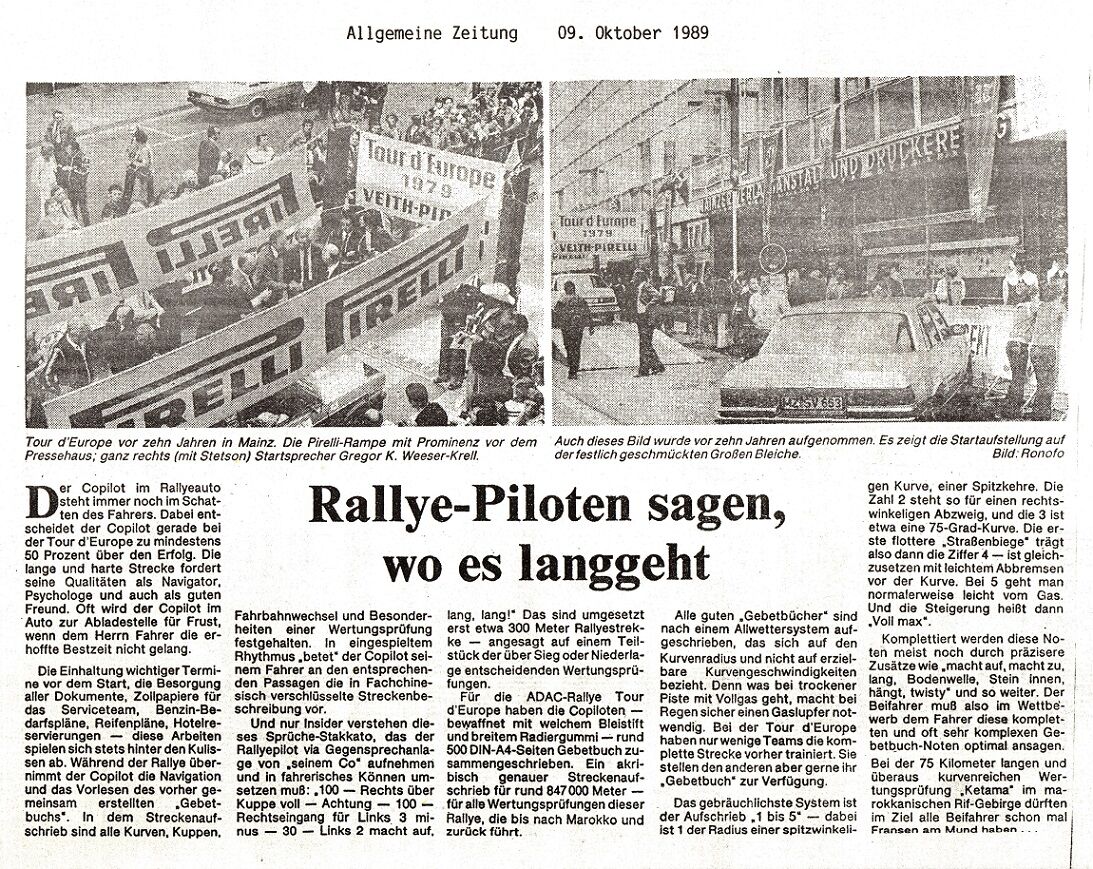 Allgemeine Zeitung 09. Oktober 1989
PIRELLI
PIRELLI
PIRELLI
PIRELLI
Tour d'Europe
1979
VEITH-PIR
Tour d'Europe
1979
VEITH-PIRELLI
ANSTALT UND DRUCKERE
MZ-SV 653
Tour d'Europe vor zehn Jahren in Mainz. Die Pirelli-Rampe mit Prominenz vor dem
Pressehaus; ganz rechts (mit Stetson) Startsprecher Gregor K. Weeser-Krell.
Auch dieses Bild wurde vor zehn Jahren aufgenommen. Es zeigt die Startaufstellung auf
der festlich geschmückten Großen Bleiche. Bild: Ronofo
Rallye-Piloten sagen,
wo es langgeht
Der Copilot im Rallyeauto
steht immer noch im Schat-
ten des Fahrers. Dabei ent-
scheidet der Copilot gerade bei
der Tour d'Europe zu mindestens
50 Prozent über den Erfolg. Die
lange und harte Strecke fordert
seine Qualitäten als Navigator,
Psychologe und auch als guten
Freund. Oft wird der Copilot im
Auto zur Abladestelle für Frust,
wenn dem Herrn Fahrer die er-
hoffte Bestzeit nicht gelang.
Die Einhaltung wichtiger Termi-
ne vor dem Start, die Besorgung
aller Dokumente, Zollpapiere für
das Serviceteam, Benzin-Be-
darfspläne, Reifenpläne, Hotelre-
servierungen — diese Arbeiten
spielen sich stets hinter den Kulis-
sen ab. Während der Rallye über-
nimmt der Copilot die Navigation
und das Vorlesen des vorher ge-
meinsam erstellten „Gebet-
buchs". In dem Streckenauf-
schrieb sind alle Kurven, Kuppen,
Fahrbahnwechsel und Besonder-
heiten einer Wertungsprüfung
festgehalten. In eingespieltem
Rhythmus „betet" der Copilot sei-
nem Fahrer an den entsprechen-
den Passagen die in Fachchine-
sisch verschlüsselte Streckenbe-
schreibung vor.
Und nur Insider verstehen die-
ses Sprüche-Stakkato, das der
Rallyepilot via Gegensprechanla-
ge von „seinem Co" aufnehmen
und in fahrerisches Können um-
setzen muß: „100 — Rechts über
Kuppe voll — Achtung — 100 —
Rechtseingang für Links 3 mi-
nus — 30 — Links 2 macht auf,
lang, lang!" Das sind umgesetzt
erst etwa 300 Meter Rallyestrek-
ke — angesagt auf einem Teil-
stück der über Sieg oder Niederla-
ge entscheidenden Wertungsprü-
fungen.
Für die ADAC-Rallye Tour
d'Europe haben die Copiloten —
bewaffnet mit weichem Bleistift
und breitem Radiergummi — rund
500 DIN-A4-Seiten Gebetbuch zu-
sammengeschrieben. Ein akri-
bisch genauer Streckenauf-
schrieb für rund 847 000 Meter —
für alle Wertungsprüfungen dieser
Rallye, die bis nach Marokko und
zurück führt.
Alle guten „Gebetbücher" sind
nach einem Allwettersystem auf-
geschrieben, das sich auf den
Kurvenradius und nicht auf erziel-
bare Kurvengeschwindigkeiten
bezieht. Denn was bei trockener
Piste mit Vollgas geht, macht bei
Regen sicher einen Gaslupfer not-
wendig. Bei der Tour d'Europe
haben nur wenige Teams die kom-
plette Strecke vorher trainiert. Sie
stellen den anderen aber gerne ihr
„Gebetbuch" zur Verfügung.
Das gebräuchlichste System ist
der Aufschrieb „1 bis 5" — dabei
ist 1 der Radius einer spitzwinkeli-
gen Kurve, einer Spitzkehre. Die
Zahl 2 steht so für einen rechts-
winkeligen Abzweig, und die 3 ist
etwa eine 75-Grad-Kurve. Die er-
ste flottere „Straßenbiege" trägt
also dann die Ziffer 4 — ist gleich-
zusetzen mit leichtem Abbremsen
vor der Kurve. Bei 5 geht man
normalerweise leicht vom Gas.
Und die Steigerung heißt dann
„Voll max".
Komplettiert werden diese No-
ten meist noch durch präzisere
Zusätze wie „macht auf, macht zu,
lang, Bodenwelle, Stein innen,
hängt, twisty" und so weiter. Der
Beifahrer muß also im Wettbe-
werb dem Fahrer diese komplet-
ten und oft sehr komplexen Ge-
betbuch-Noten optimal ansagen.
Bei der 75 Kilometer langen und
überaus kurvenreichen Wer-
tungsprüfung „Ketama" im ma-
rokkanischen Rif-Gebirge dürften
im Ziel alle Beifahrer schon mal
Fransen am Mund haben . . .